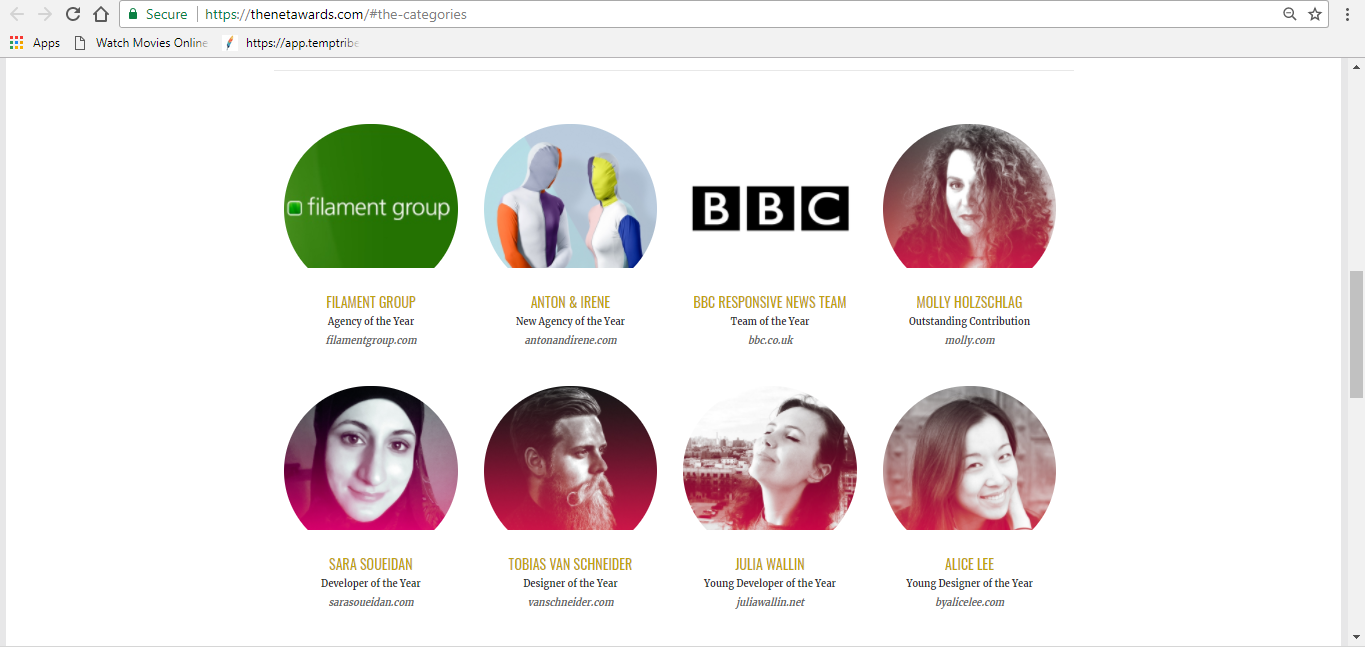 Secure https://thenetawards.com/#the-categories
Apps Watch Movies Online https://app.temptribe
filament group
BBC
FILAMENT GROUP ANTON & IRENE BBC RESPONSIVE NEWS TEAM MOLLY HOLZSCHLAG
Agency of the Year New Agency of the Year Team of the Year Outstanding Contribution
filamentgroup.com antonandirene.com bbc.co.uk molly.com
SARA SOUEIDAN TOBIAS VAN SCHNEIDER JULIA WALLIN ALICE LEE
Developer of the Year Designer of the Year Young Developer of the Year Young Designer of the Year
sarasoueidan.com vanschneider.com juliawallin.net byalicelee.com